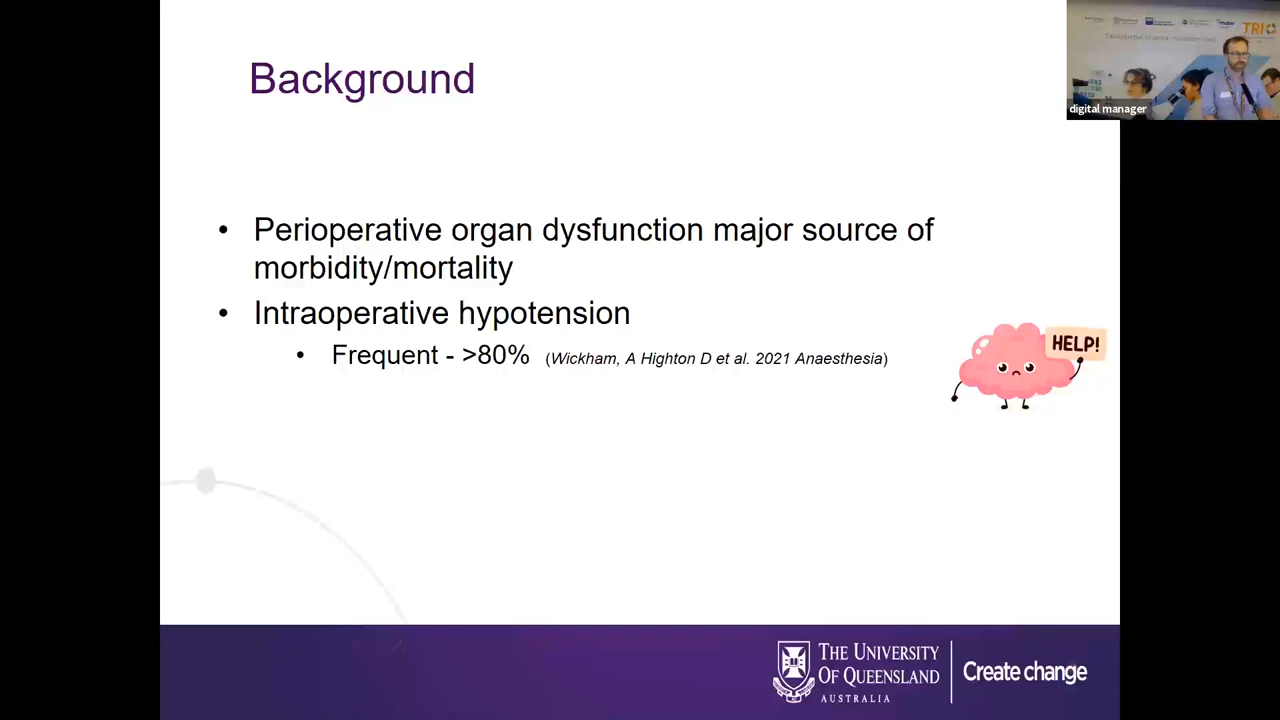 Background
• Perioperative organ dysfunction major source of
morbidity/mortality
• Intraoperative hypotension
• Frequent - >80% (Wickham, A Highton D et al. 2021 Anaesthesia)
HELP!
THE UNIVERSITY
OF QUEENSLAND
AUSTRALIA
Create change
TRI
digital manager